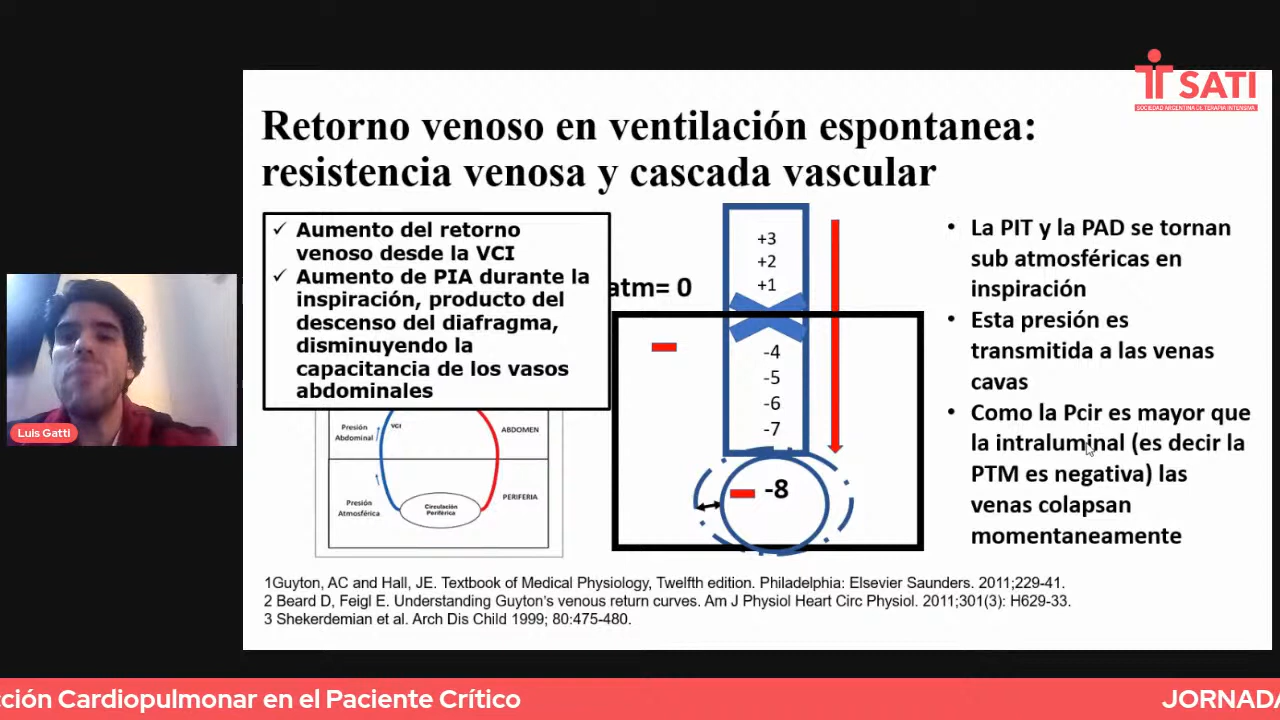 SATI
SOCIEDAD ARGENTINA DE TERAPIA INTENSIVA
Retorno venoso en ventilación espontanea:
resistencia venosa y cascada vascular
✓ Aumento del retorno
venoso desde la VCI
✓ Aumento de PIA durante la
inspiración, producto del
descenso del diafragma,
disminuyendo la
capacitancia de los vasos
abdominales
atm= 0
+3
+2
+1
-4
-5
-6
-7
-8
Presión
Abdominal
VCI
ABDOMEN
Presión
Atmosférica
Circulación
Periférica
PERIFERIA
• La PIT y la PAD se tornan
sub atmosféricas en
inspiración
• Esta presión es
transmitida a las venas
cavas
• Como la Pcir es mayor que
la intraluminal (es decir la
PTM es negativa) las
venas colapsan
momentaneamente
1Guyton, AC and Hall, JE. Textbook of Medical Physiology, Twelfth edition. Philadelphia: Elsevier Saunders. 2011;229-41.
2 Beard D, Feigl E. Understanding Guyton's venous return curves. Am J Physiol Heart Circ Physiol. 2011;301(3): H629-33.
3 Shekerdemian et al. Arch Dis Child 1999; 80:475-480.
Luis Gatti
cción Cardiopulmonar en el Paciente Crítico
JORNADA